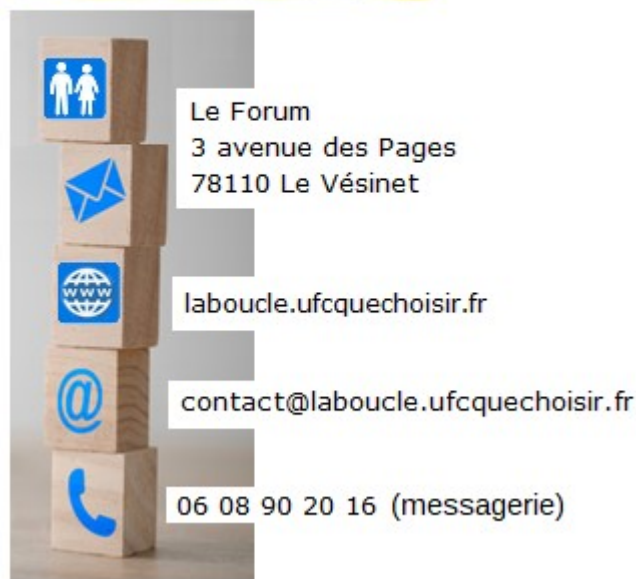 Le Forum
3 avenue des Pages
78110 Le Vésinet
www
laboucle.ufcquechoisir.fr
@
contact@laboucle.ufcquechoisir.fr
06 08 90 20 16 (messagerie)